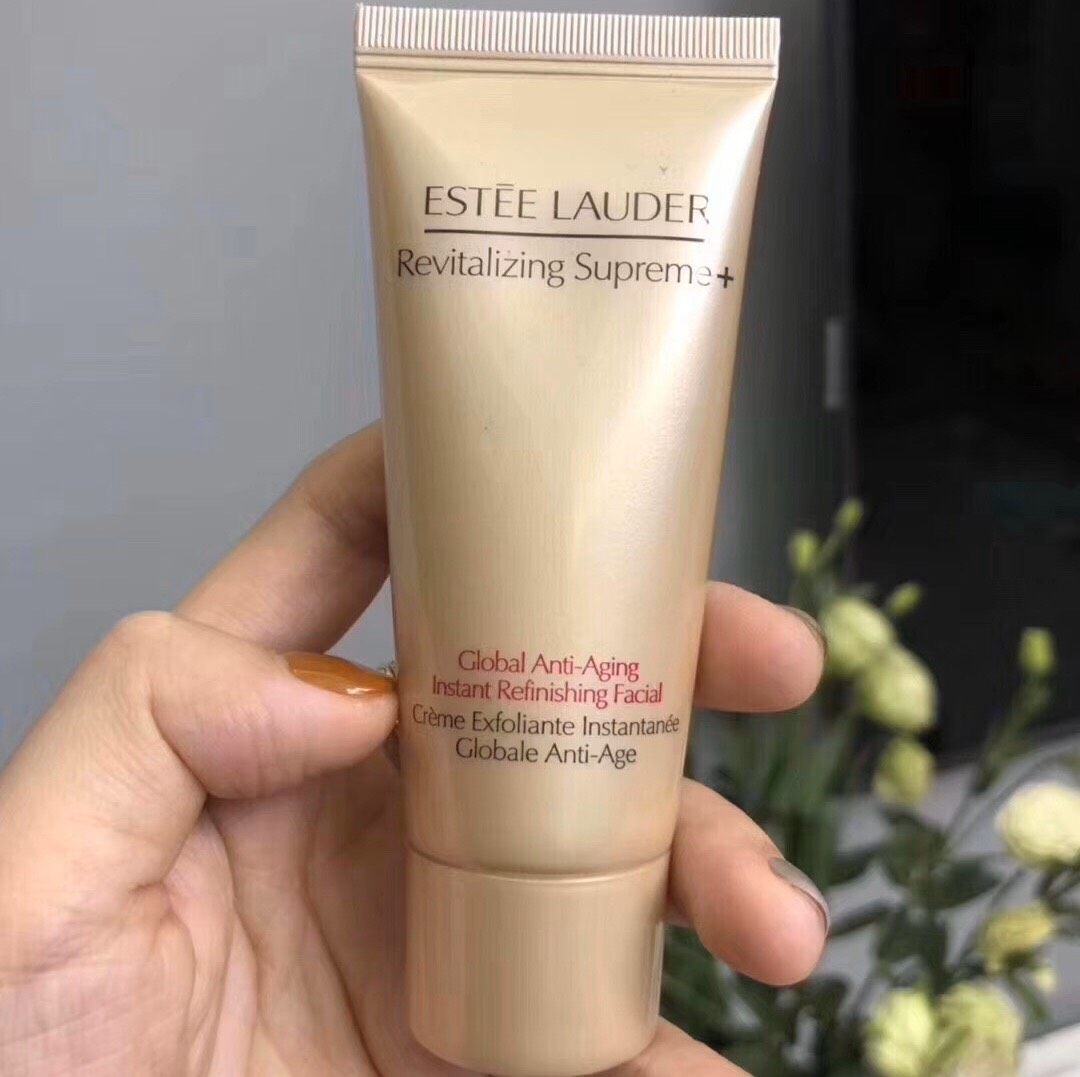 ESTĒE LAUDER
Revitalizing Supreme+
Global Anti-Aging
Instant Refinishing Facial
Crème Exfoliante Instantanée
Globale Anti-Age